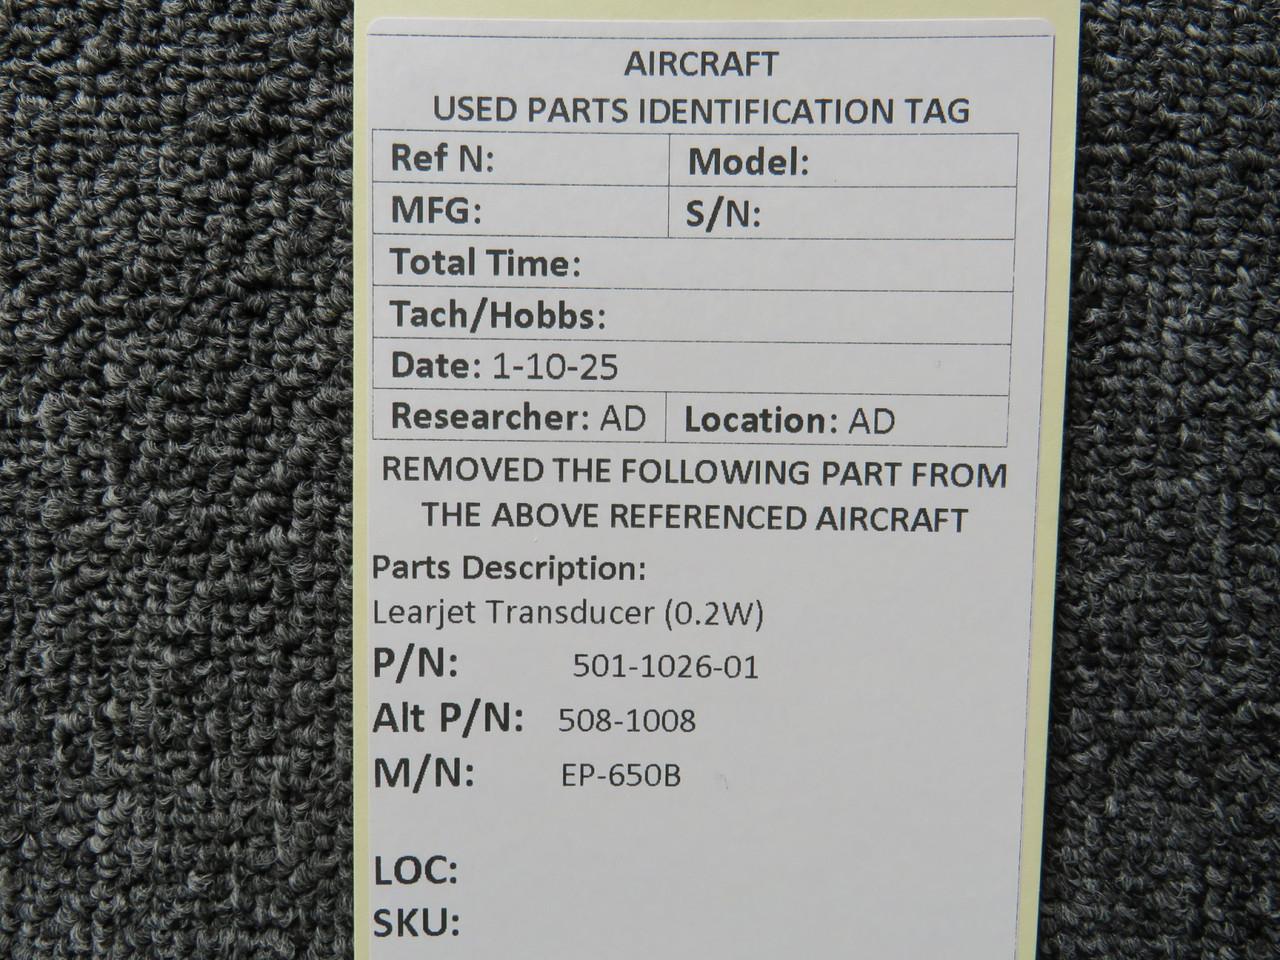 AIRCRAFT
USED PARTS IDENTIFICATION TAG
Ref N: Model:
MFG: S/N:
Total Time:
Tach/Hobbs:
Date: 1-10-25
Researcher: AD Location: AD
REMOVED THE FOLLOWING PART FROM
THE ABOVE REFERENCED AIRCRAFT
Parts Description:
Learjet Transducer (0.2W)
P/N: 501-1026-01
Alt P/N: 508-1008
M/N: EP-650B
LOC:
SKU: